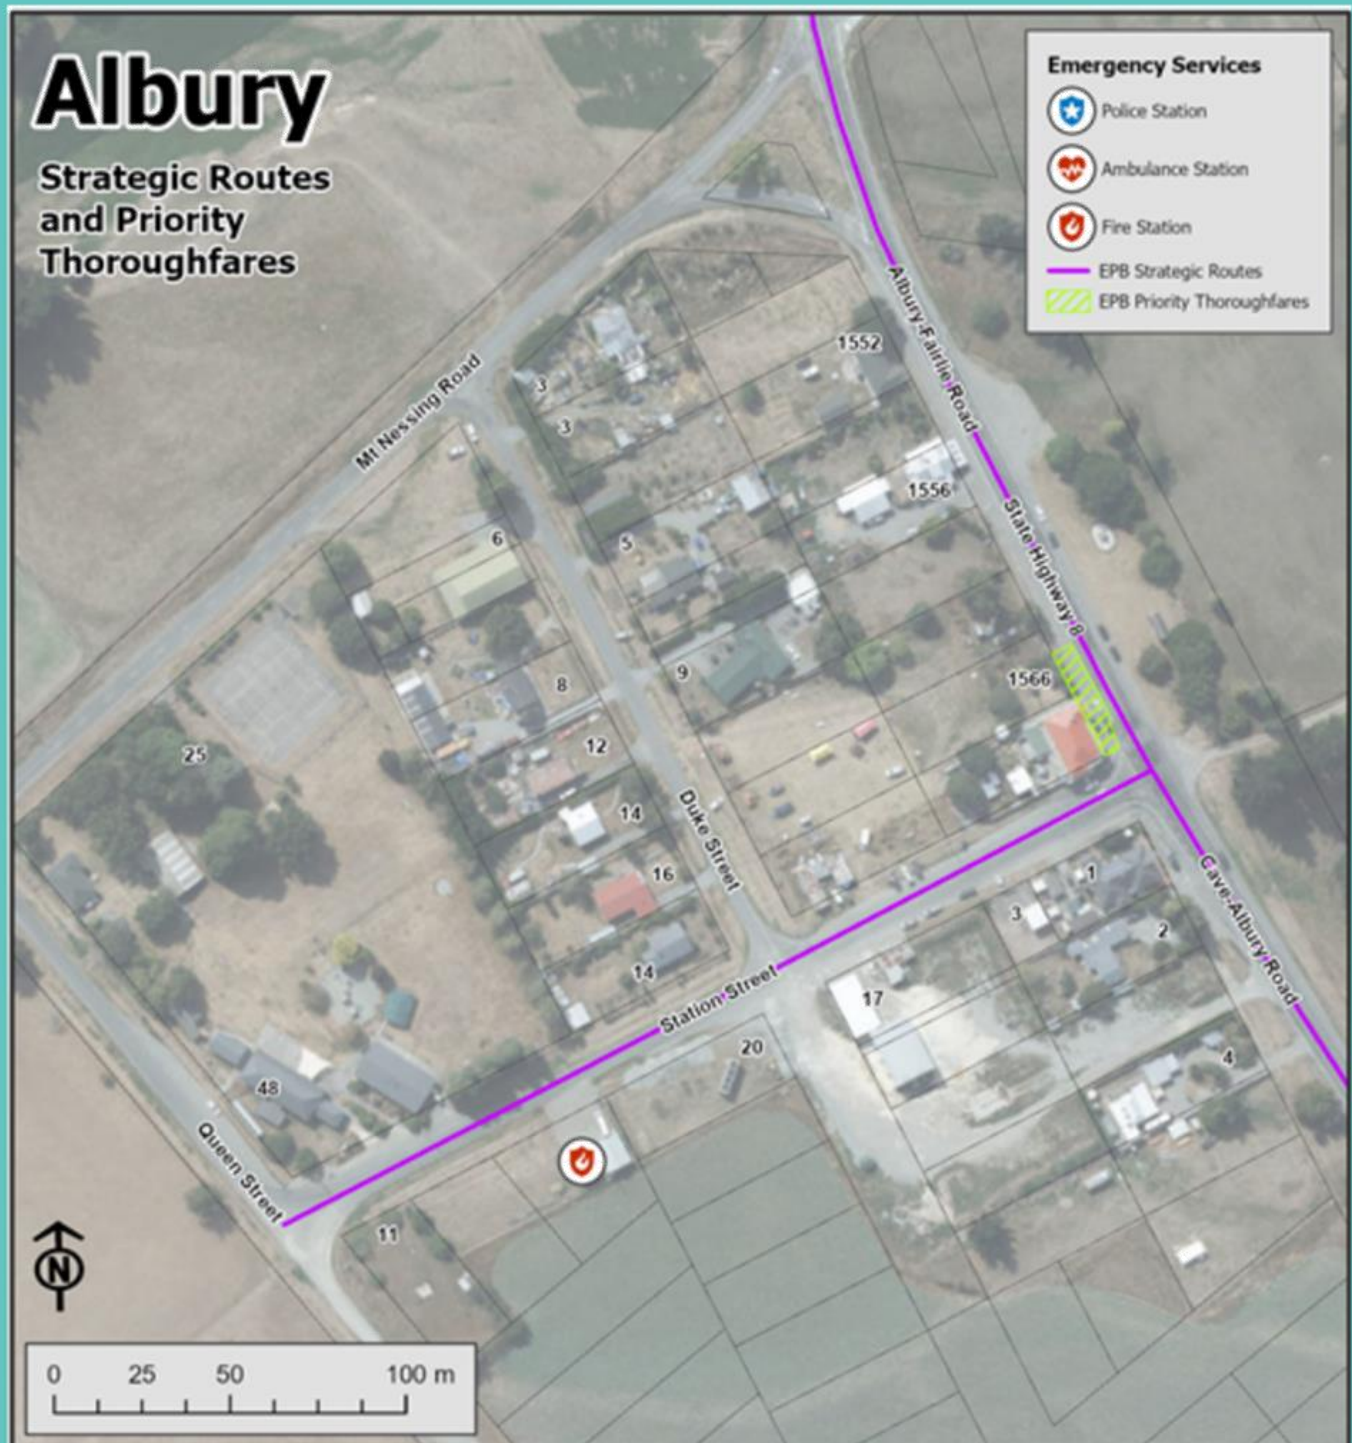 Albury
Strategic Routes
and Priority
Thoroughfares
Emergency Services
Police Station
Ambulance Station
Fire Station
EPB Strategic Routes
EPB Priority Thoroughfares
Albury-Fairlie Road
1552
Mt Nessing Road
3
3
1556
State Highway 8
6
5
9
1566
8
25
12
14
Duke Street
16
1
3
2
Cave-Albury Road
14
Station Street
17
20
4
48
Queen Street
11
N
0 25 50 100 m